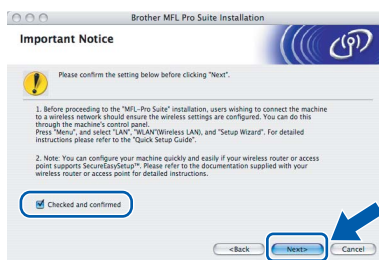 Brother MFL Pro Suite Installation
Important Notice
Please confirm the setting below before clicking "Next".
1. Before proceeding to the "MFL-Pro Suite" installation, users wishing to connect the machine
to a wireless network should ensure the wireless settings are configured. You can do this
through the machine's control panel.
Press "Menu", and select "LAN", "WLAN"(Wireless LAN), and "Setup Wizard". For detailed
instructions please refer to the "Quick Setup Guide".
2. Note: You can configure your machine quickly and easily if your wireless router or access
point supports SecureEasySetup™. Please refer to the documentation supplied with your
wireless router or access point for detailed instructions.
Checked and confirmed
<Back Next> Cancel